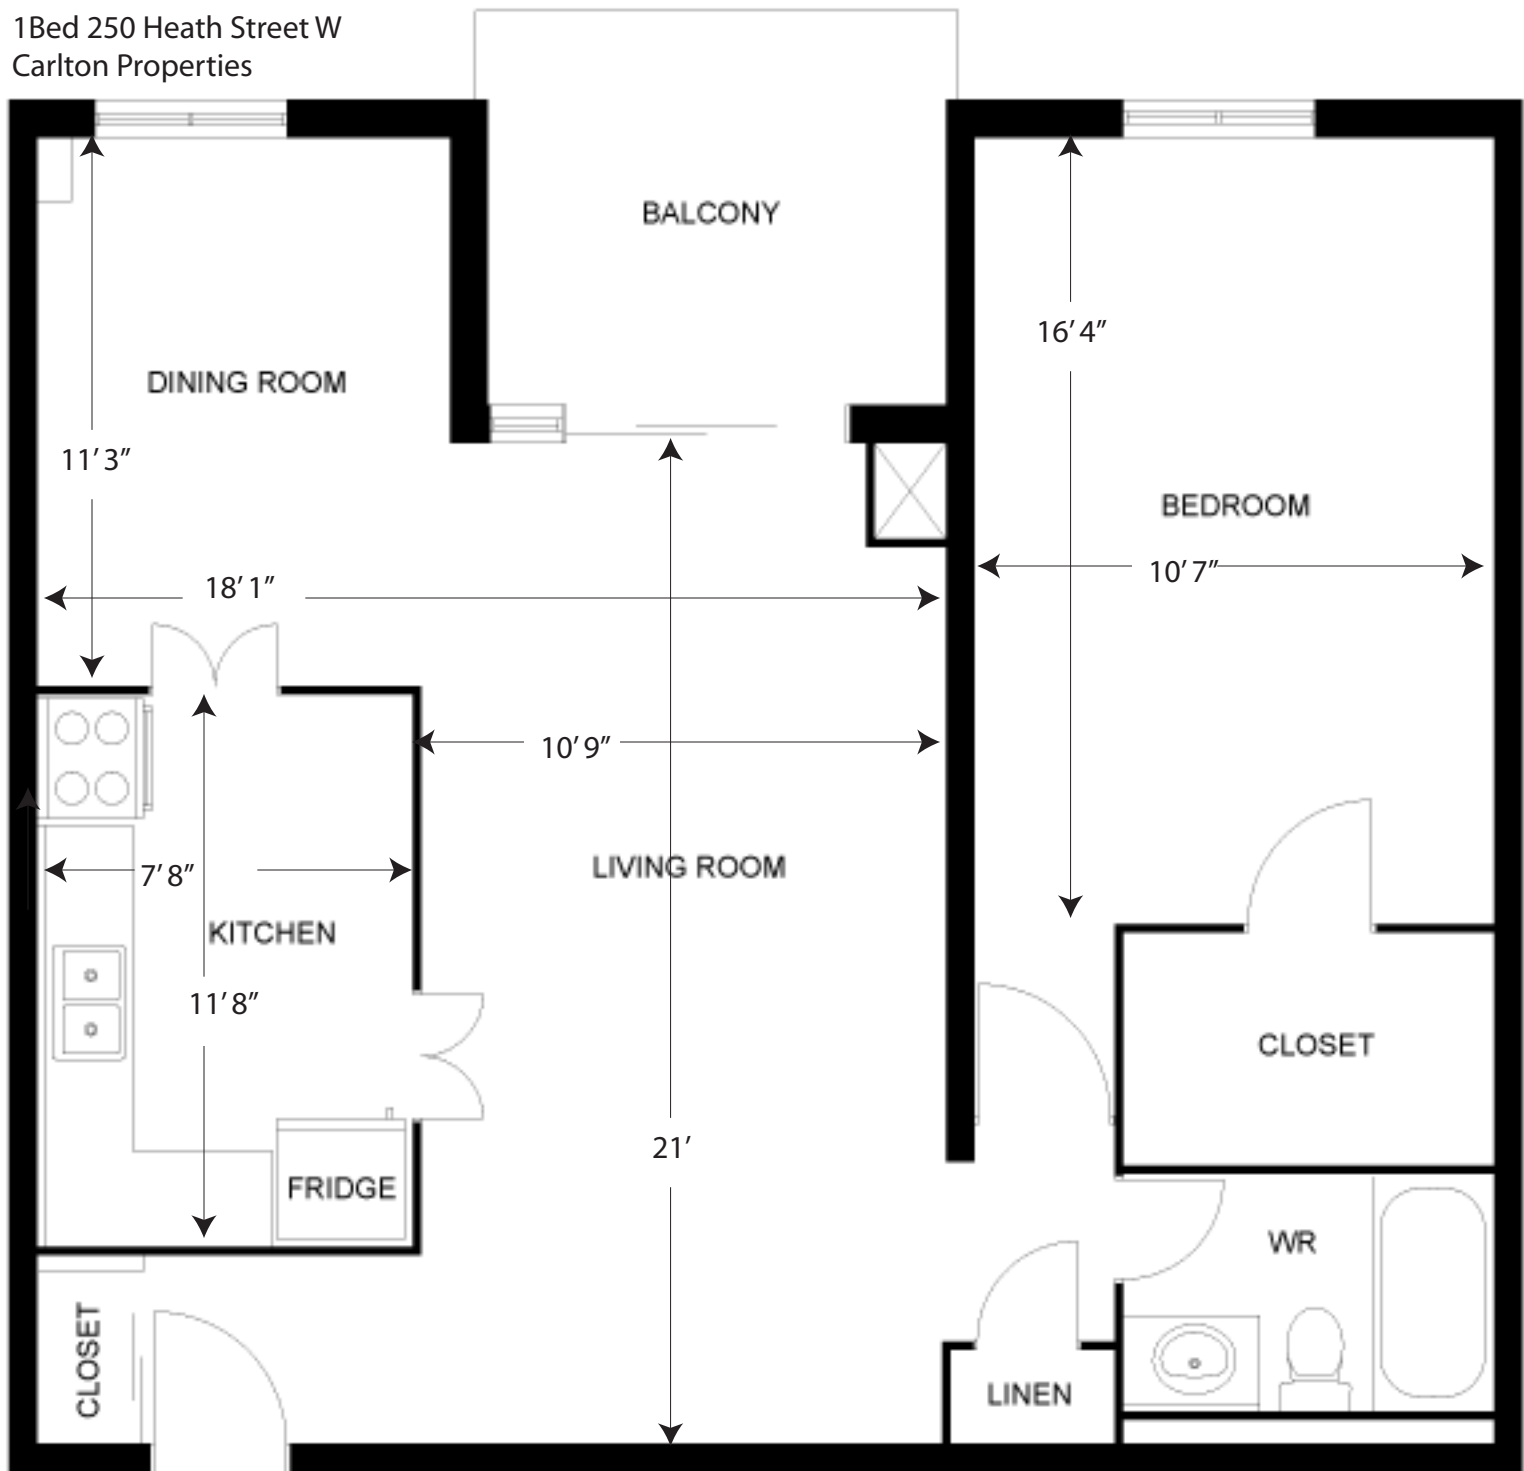 1Bed 250 Heath Street W
Carlton Properties
BALCONY
16’ 4”
DINING ROOM
11’ 3”
BEDROOM
10’ 7”
18’ 1”
10’ 9”
LIVING ROOM
7’ 8”
KITCHEN
11’ 8”
CLOSET
21’
FRIDGE
WR
CLOSET
LINEN